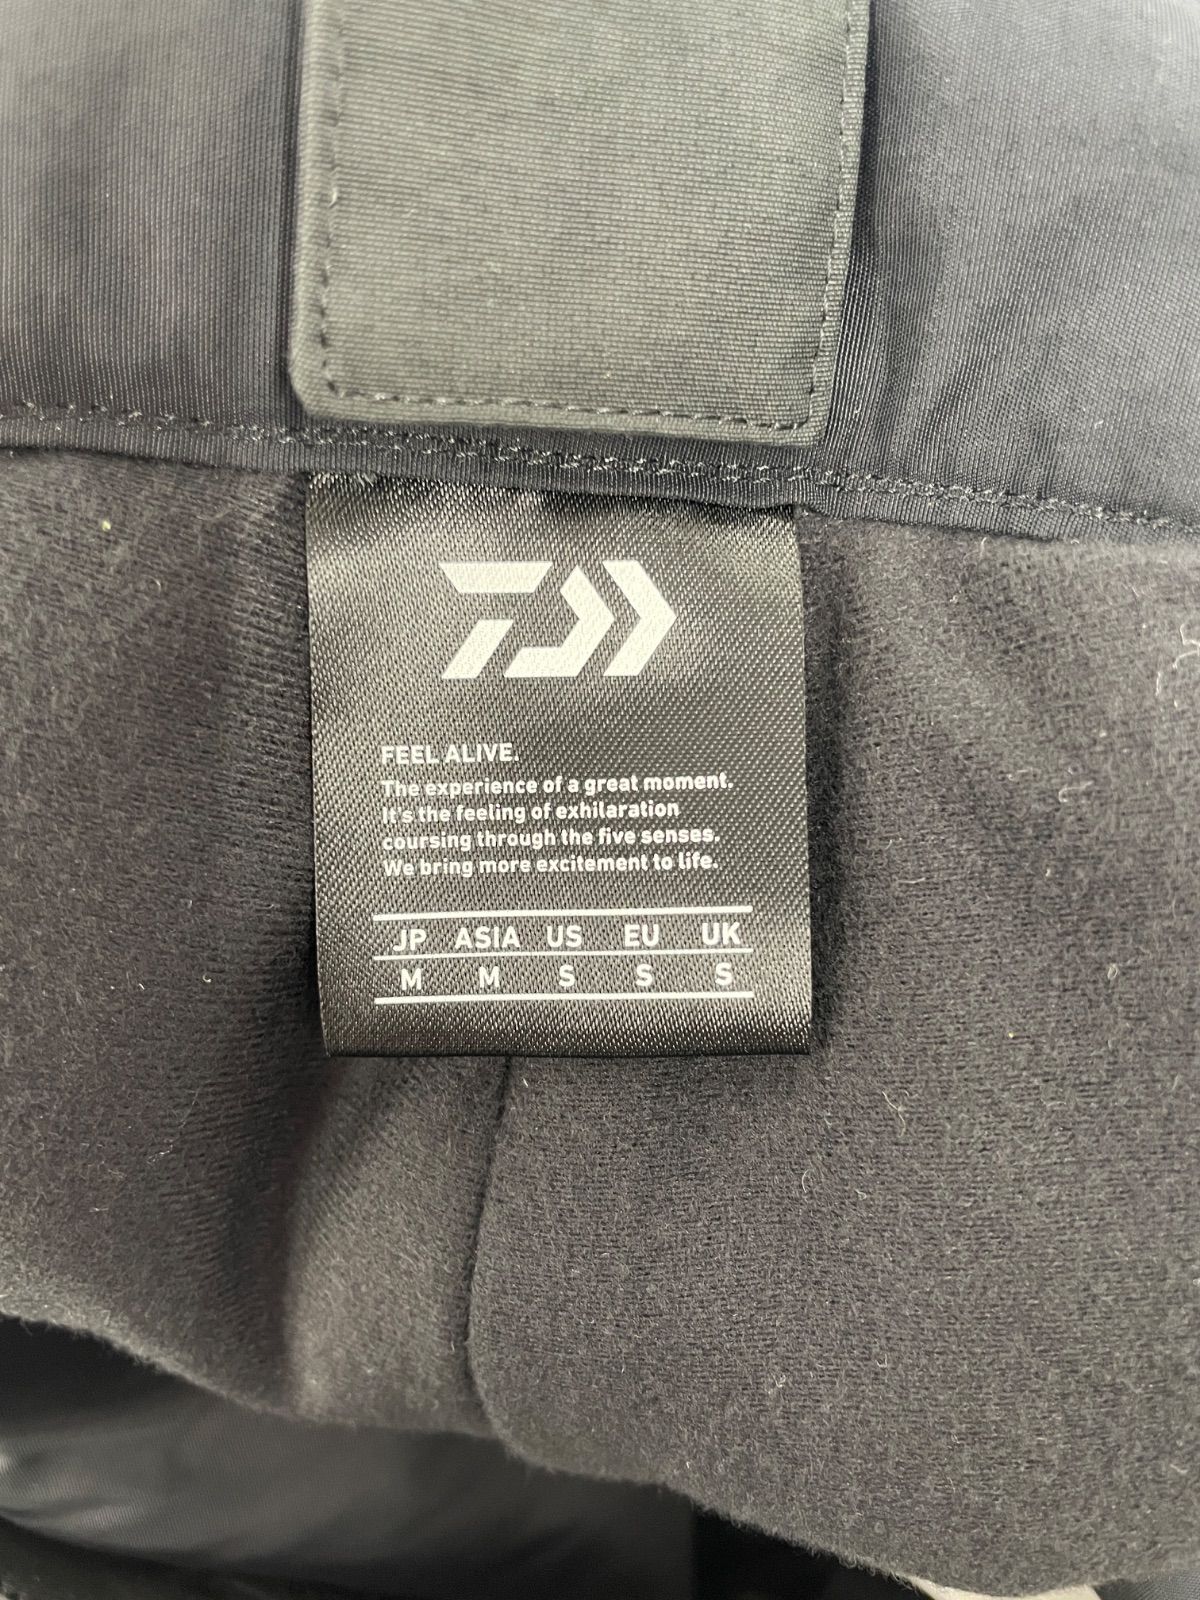 FEEL ALIVE.
The experience of a great moment.
It's the feeling of exhilaration
coursing through the five senses.
We bring more excitement to life.
JP ASIA US EU UK
M M S S S